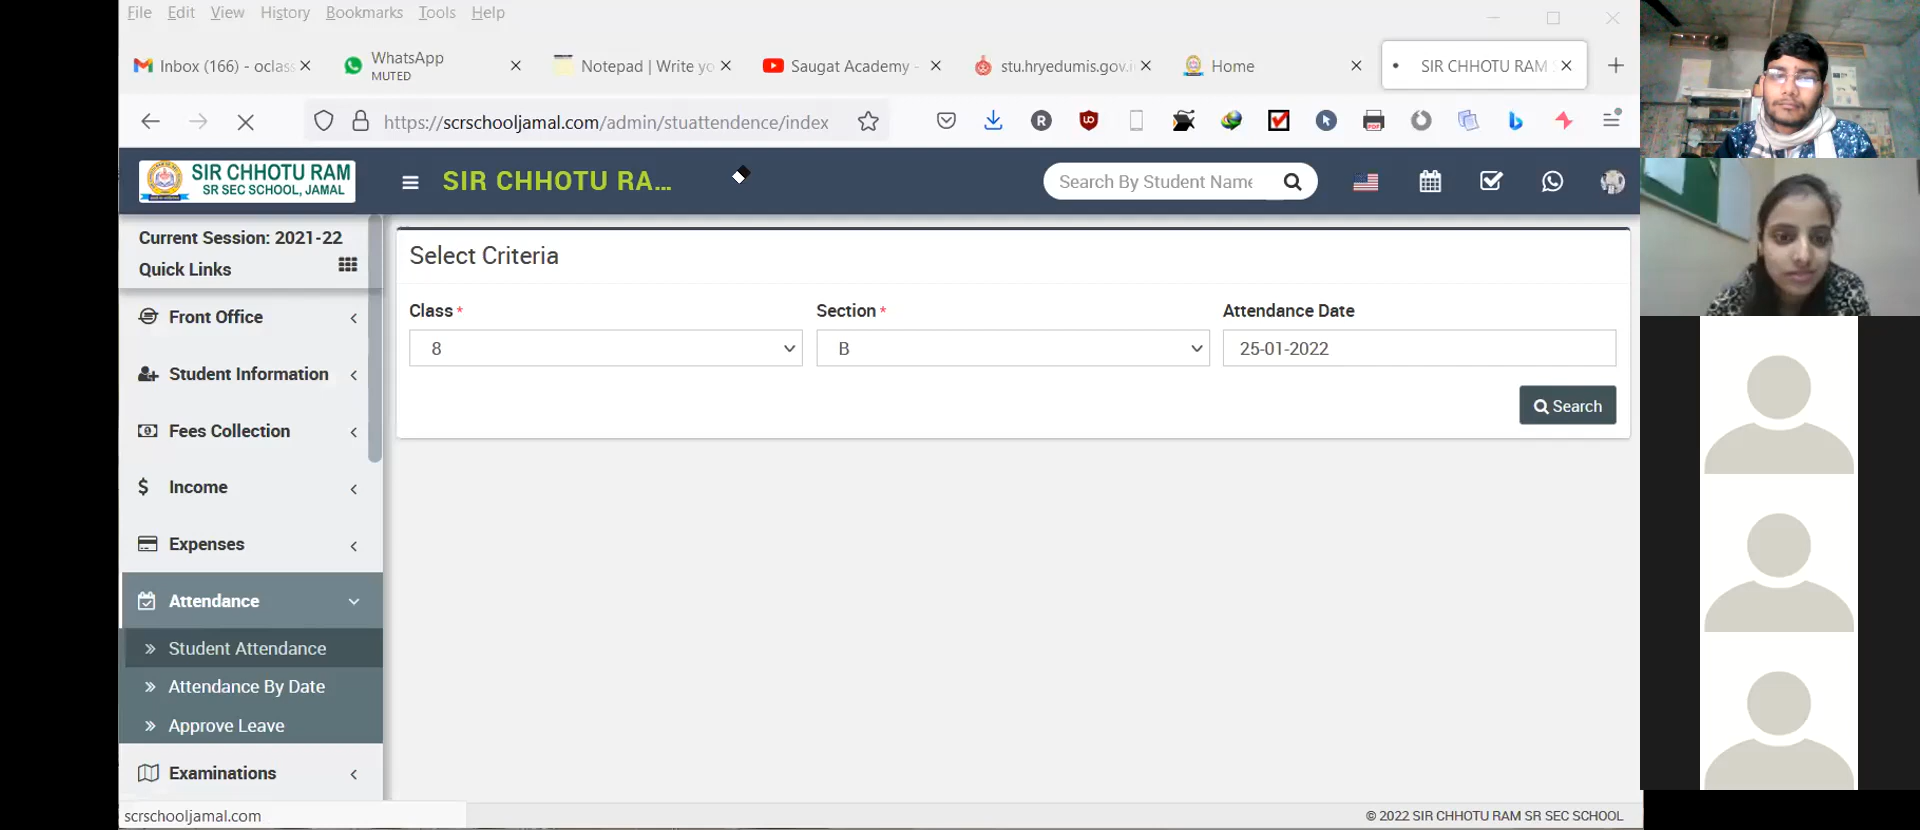 File Edit View History Bookmarks Tools Help
Inbox (166) - oclass
WhatsApp
MUTED
Notepad | Write yo
Saugat Academy -
stu.hryedumis.gov.i
Home
SIR CHHOTU RAM
https://scrschooljamal.com/admin/stuattendence/index
SIR CHHOTU RAM
SR SEC SCHOOL, JAMAL
SIR CHHOTU RA...
Search By Student Name
Current Session: 2021-22
Quick Links
Front Office
Student Information
Fees Collection
Income
Expenses
Attendance
Student Attendance
Attendance By Date
Approve Leave
Examinations
Select Criteria
Class *
Section *
Attendance Date
8
B
25-01-2022
Search
scrschooljamal.com
© 2022 SIR CHHOTU RAM SR SEC SCHOOL